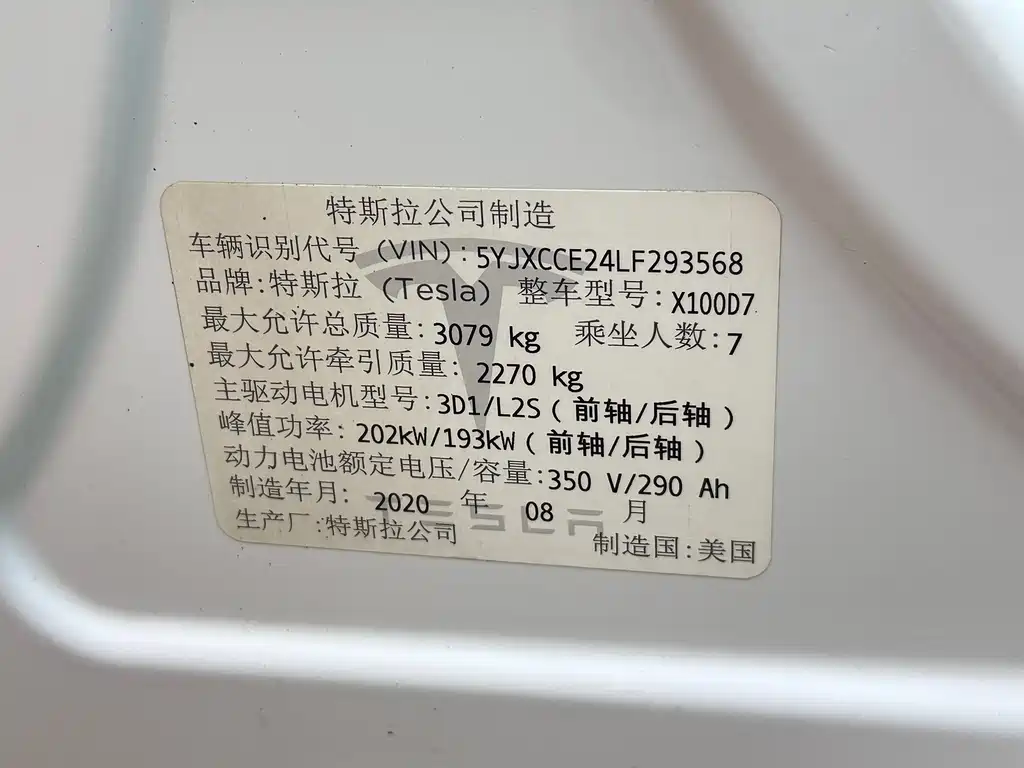 特斯拉公司制造
车辆识别代号（VIN）: 5YJXCCE24LF293568
品牌:特斯拉（Tesla） 整车型号: X100D7
最大允许总质量: 3079 kg 乘坐人数: 7
最大允许牵引质量: 2270 kg
主驱动电机型号: 3D1/L2S（前轴/后轴）
峰值功率: 202kW/193kW（前轴/后轴）
动力电池额定电压/容量:350 V/290 Ah
制造年月: 2020 年 08 月
TESLA
生产厂:特斯拉公司 制造国:美国